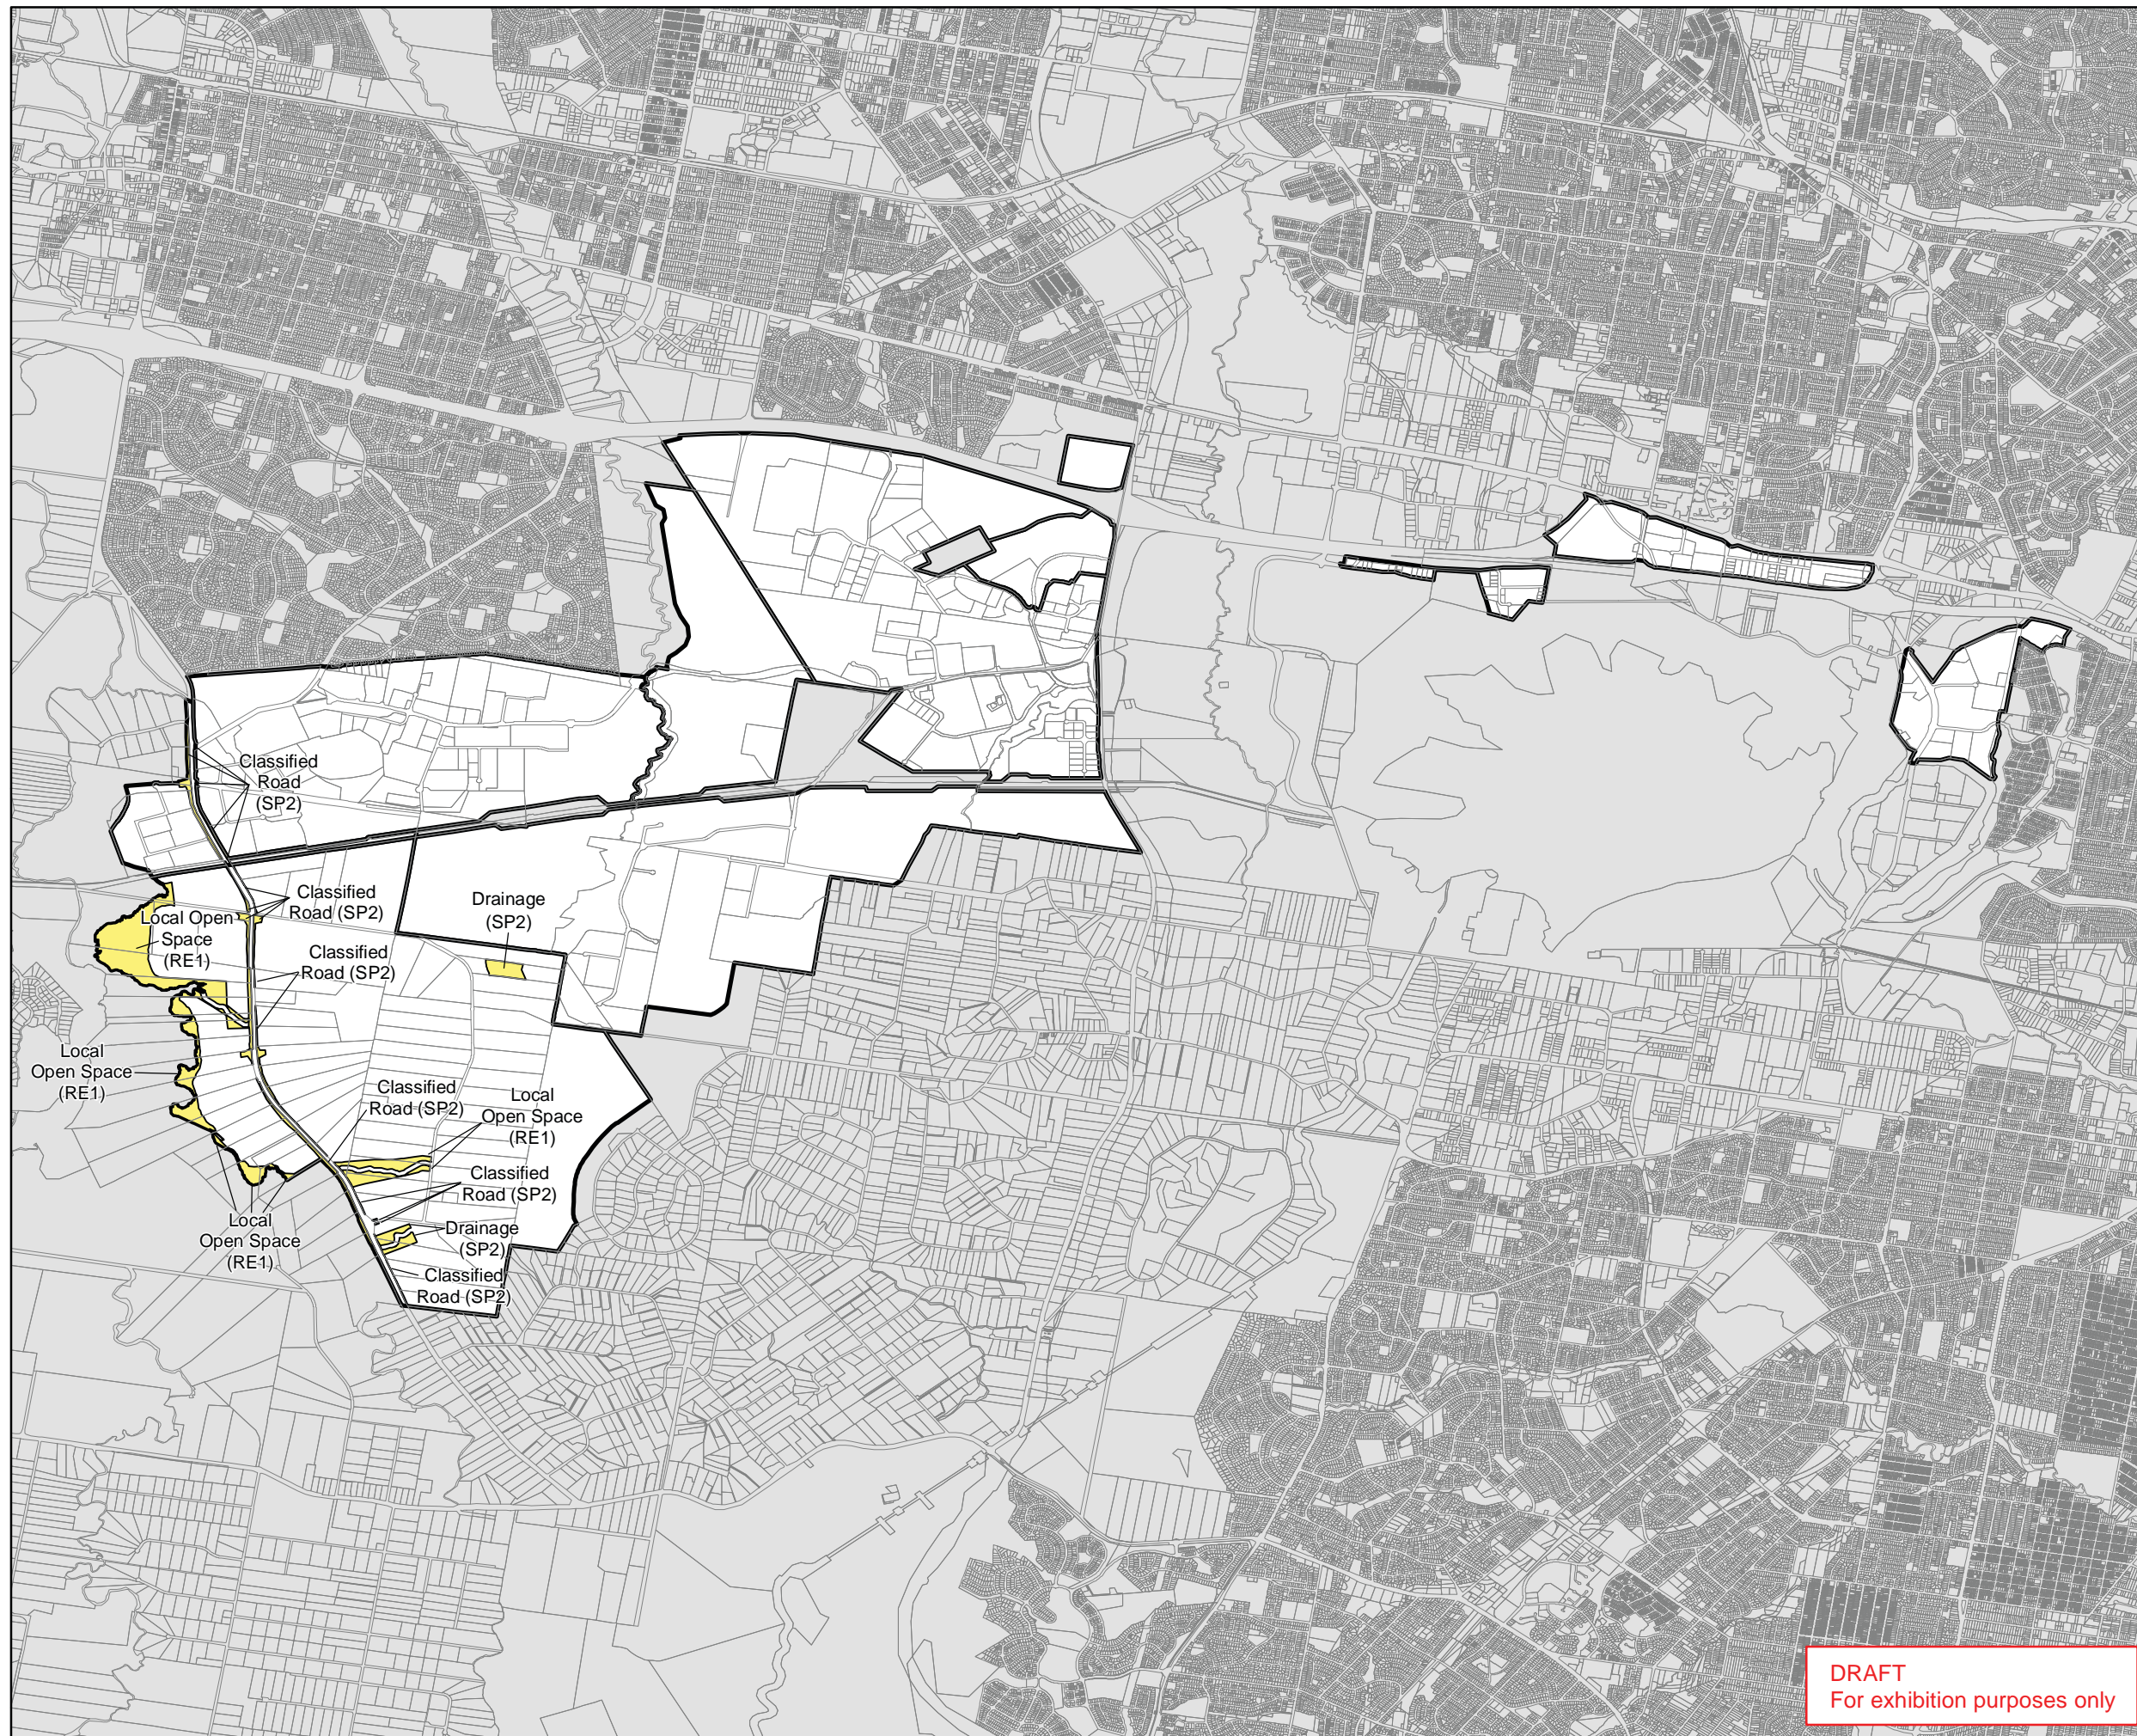 Classified
Road
(SP2)
Classified
Road (SP2)
Drainage
(SP2)
Local Open
Space
(RE1)
Classified
Road (SP2)
Local
Open Space
(RE1)
Classified
Road (SP2)
Local
Open Space
(RE1)
Classified
Road (SP2)
Local
Open Space
(RE1)
Drainage
(SP2)
Classified
Road (SP2)
DRAFT
For exhibition purposes only